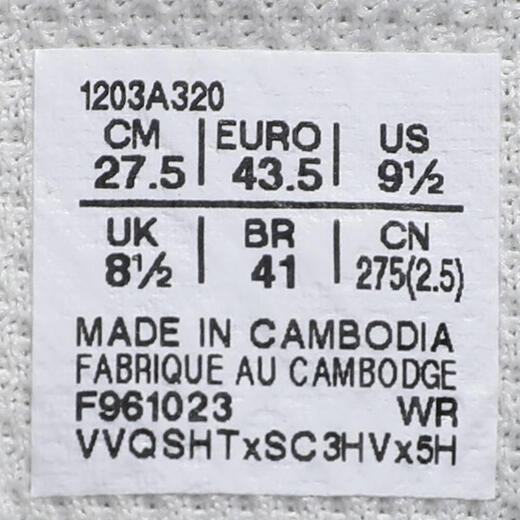 1203A320
CM | EURO | US
27.5 | 43.5 | 9½
UK | BR | CN
8½ | 41 | 275(2.5)
MADE IN CAMBODIA
FABRIQUE AU CAMBODGE
F961023 WR
VVQSHTxSC3HVx5H